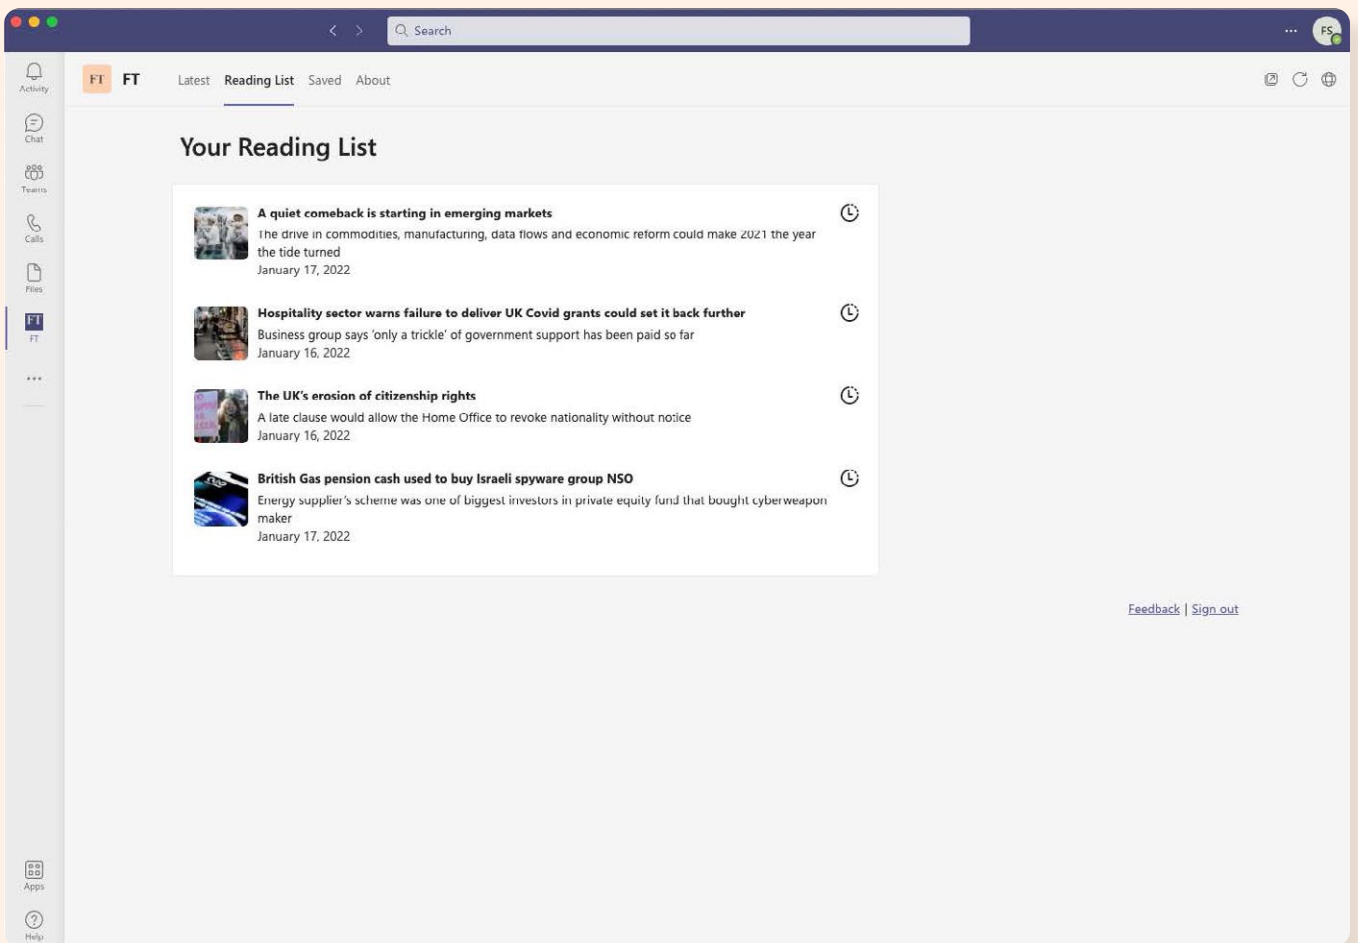 Search
FS
Activity
Chat
Teams
Calls
Files
FT
FT
Apps
Help
FT FT Latest Reading List Saved About
Your Reading List
A quiet comeback is starting in emerging markets
The drive in commodities, manufacturing, data flows and economic reform could make 2021 the year
the tide turned
January 17, 2022
Hospitality sector warns failure to deliver UK Covid grants could set it back further
Business group says ‘only a trickle’ of government support has been paid so far
January 16, 2022
The UK’s erosion of citizenship rights
A late clause would allow the Home Office to revoke nationality without notice
January 16, 2022
British Gas pension cash used to buy Israeli spyware group NSO
Energy supplier’s scheme was one of biggest investors in private equity fund that bought cyberweapon
maker
January 17, 2022
Feedback | Sign out